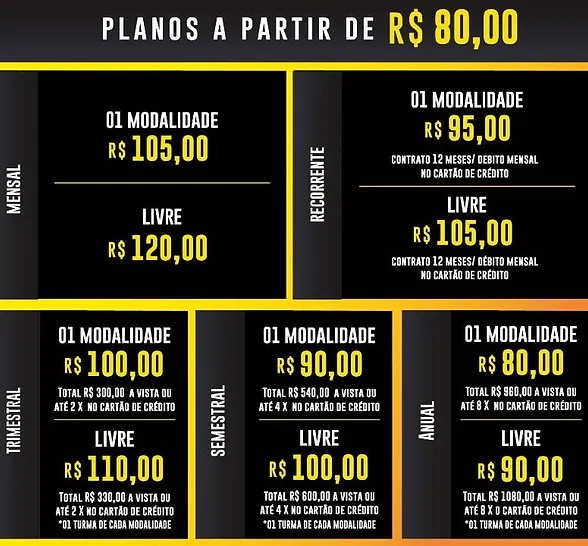 PLANOS A PARTIR DE R$ 80,00
MENSAL
01 MODALIDADE
R$ 105,00
LIVRE
R$ 120,00
RECORRENTE
01 MODALIDADE
R$ 95,00
CONTRATO 12 MESES/ DEBITO MENSAL
NO CARTÃO DE CRÉDITO
LIVRE
R$ 105,00
CONTRATO 12 MESES/ DÉBITO MENSAL
NO CARTÃO DE CRÉDITO
TRIMESTRAL
01 MODALIDADE
R$ 100,00
TOTAL R$ 300,00 A VISTA OU
ATÉ 2 X NO CARTÃO DE CRÉDITO
LIVRE
R$ 110,00
TOTAL R$ 330,00 A VISTA OU
ATÉ 2 X NO CARTÃO DE CRÉDITO
*01 TURMA DE CADA MODALIDADE
SEMESTRAL
01 MODALIDADE
R$ 90,00
TOTAL R$ 540,00 A VISTA OU
ATÉ 4 X NO CARTÃO DE CRÉDITO
LIVRE
R$ 100,00
TOTAL R$ 600,00 A VISTA OU
ATÉ 4 X NO CARTÃO DE CRÉDITO
*01 TURMA DE CADA MODALIDADE
ANUAL
01 MODALIDADE
R$ 80,00
TOTAL R$ 960,00 A VISTA OU
ATÉ 8 X NO CARTÃO DE CRÉDITO
LIVRE
R$ 90,00
TOTAL R$ 1080,00 A VISTA OU
ATÉ 8 X O CARTÃO DE CRÉDITO
*01 TURMA DE CADA MODALIDADE